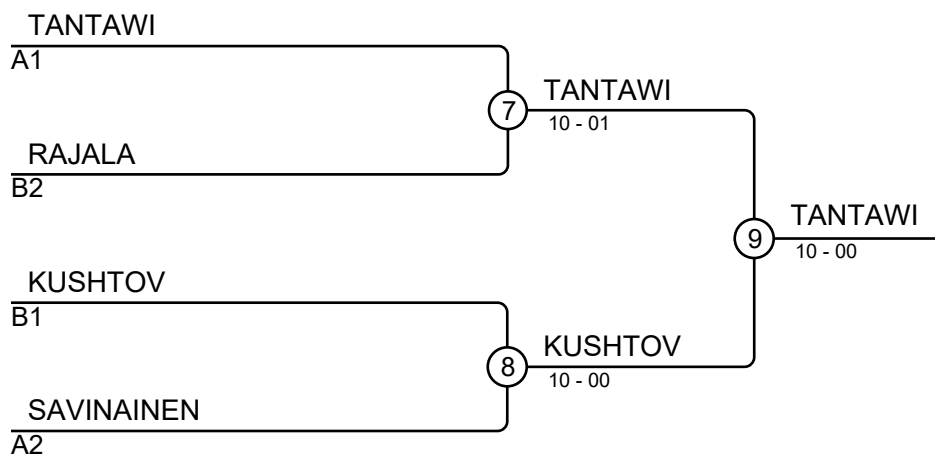 TANTAWI
A1
7
TANTAWI
10 - 01
RAJALA
B2
9
TANTAWI
10 - 00
KUSHTOV
B1
8
KUSHTOV
10 - 00
SAVINAINEN
A2